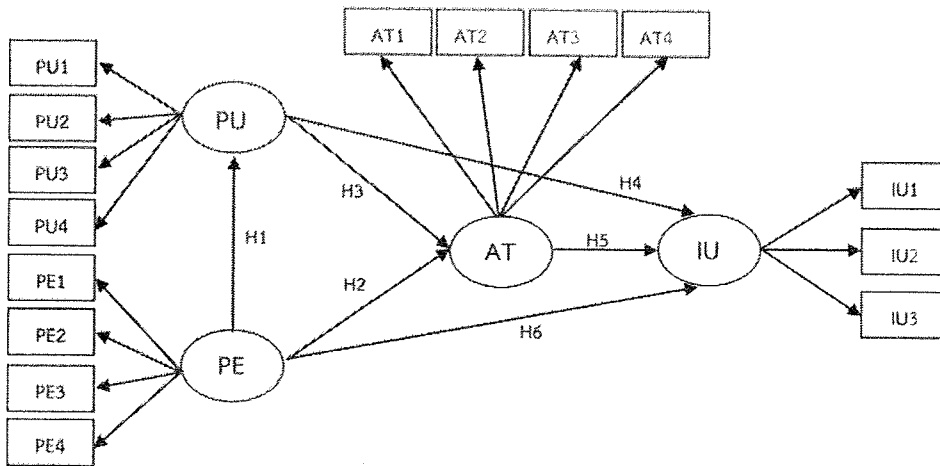 AT1 AT2 AT3 AT4
PU1
PU2
PU3
PU4
PU
H4
H3
H1
AT
H5
IU
IU1
IU2
IU3
PE1
PE2
PE3
PE4
PE
H2
H6